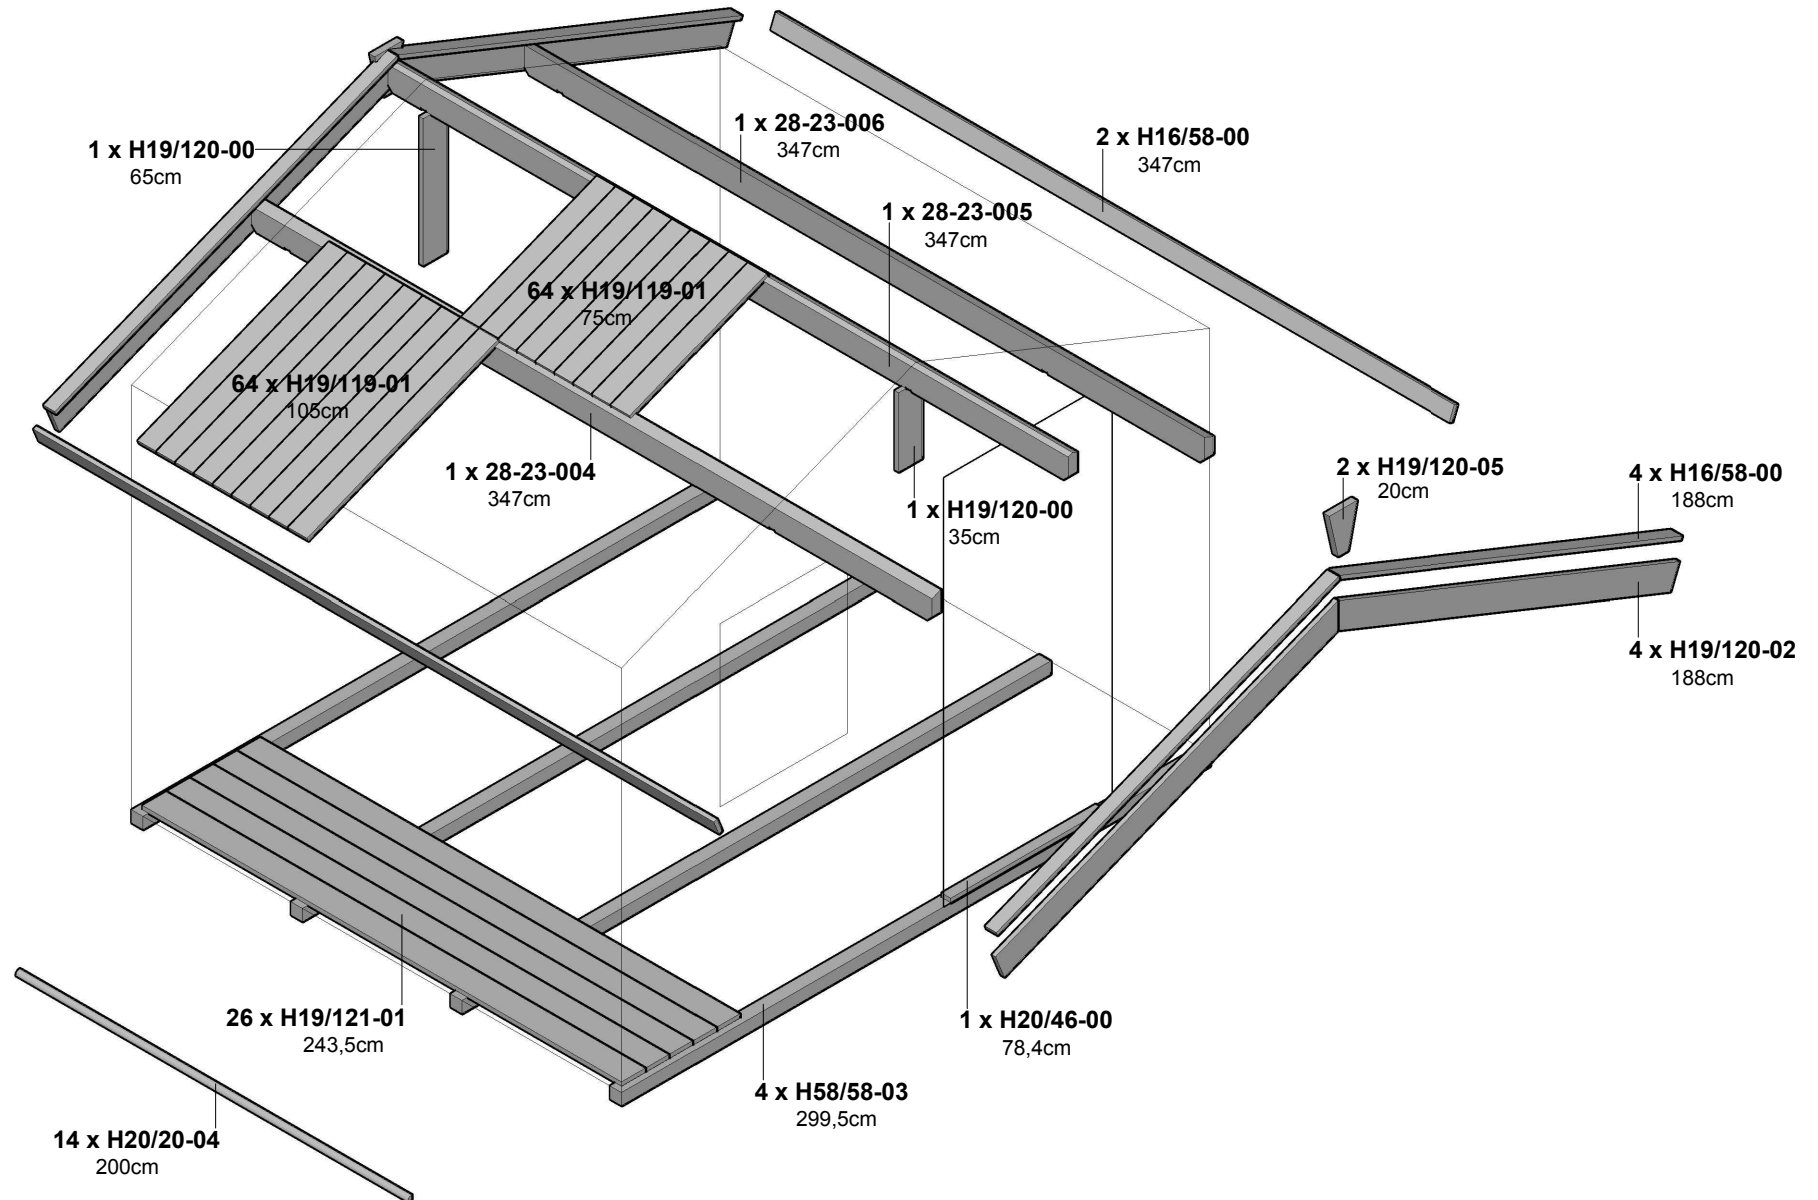 1 x H19/120-00
65cm
1 x 28-23-006
347cm
2 x H16/58-00
347cm
1 x 28-23-005
347cm
64 x H19/119-01
75cm
64 x H19/119-01
105cm
1 x 28-23-004
347cm
1 x H19/120-00
35cm
2 x H19/120-05
20cm
4 x H16/58-00
188cm
4 x H19/120-02
188cm
26 x H19/121-01
243,5cm
1 x H20/46-00
78,4cm
4 x H58/58-03
299,5cm
14 x H20/20-04
200cm